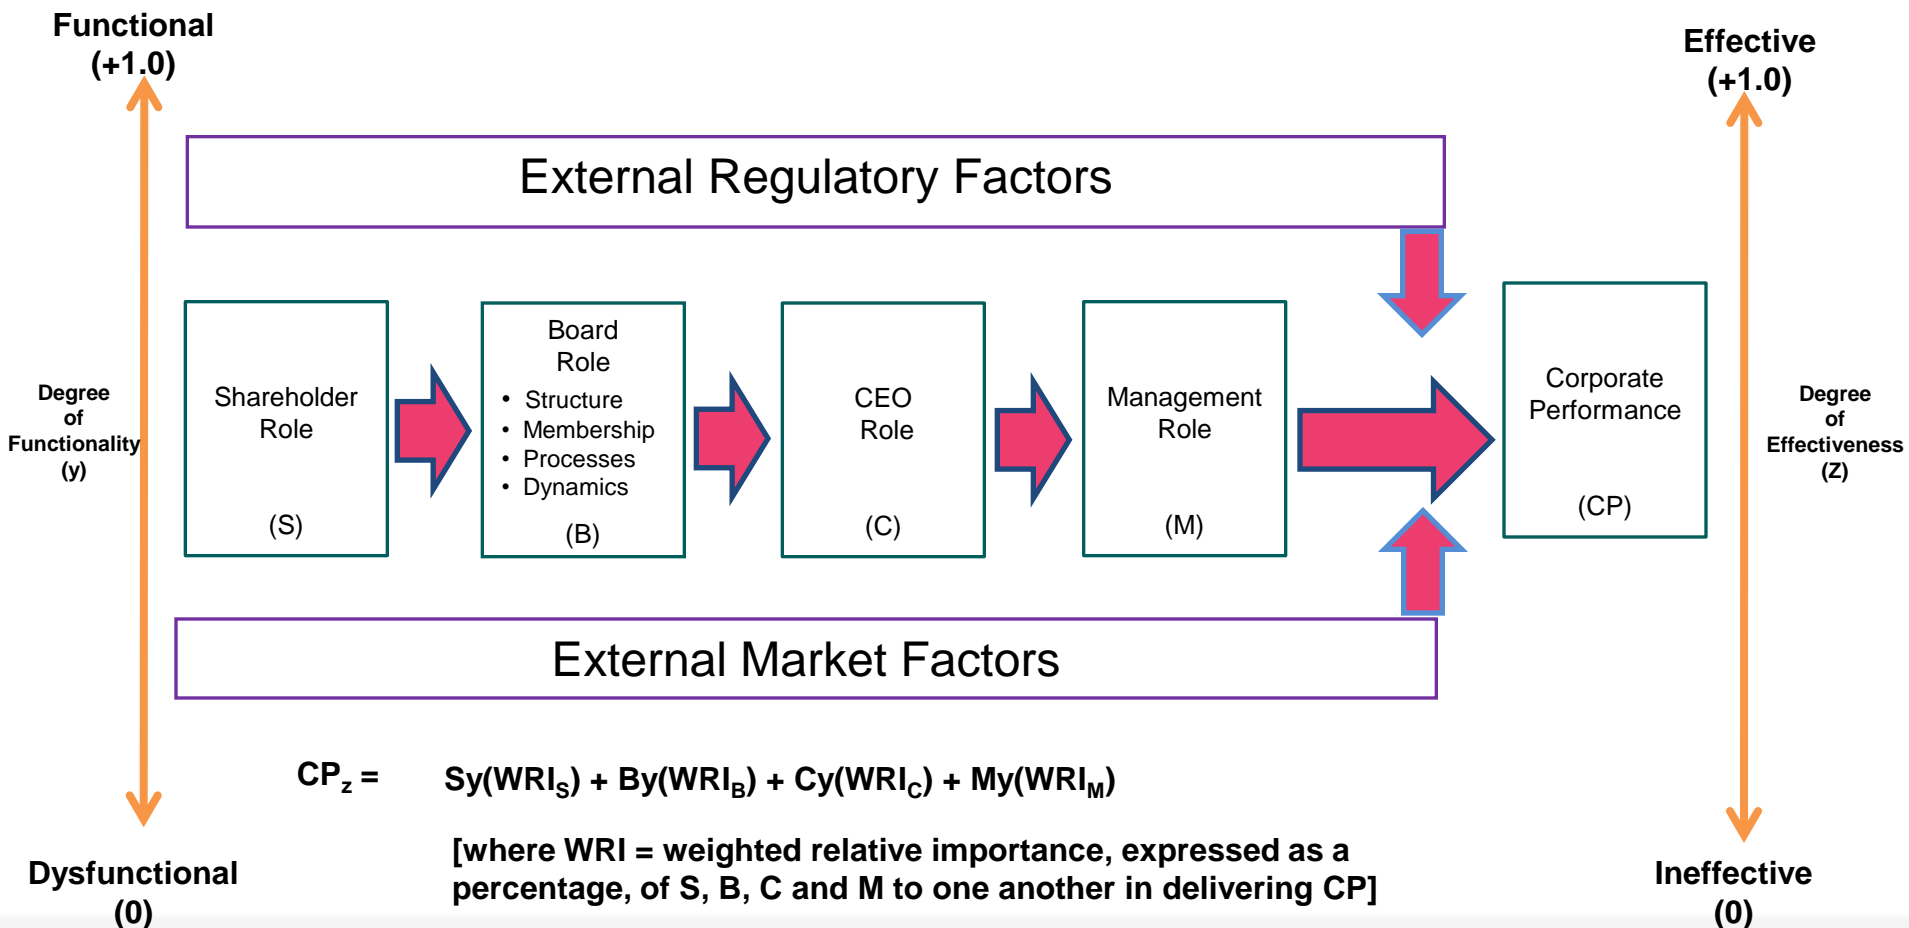 Functional
(+1.0)
Effective
(+1.0)
External Regulatory Factors
Degree
of
Functionality
(y)
Shareholder
Role
(S)
Board
Role
• Structure
• Membership
• Processes
• Dynamics
(B)
CEO
Role
(C)
Management
Role
(M)
Corporate
Performance
(CP)
Degree
of
Effectiveness
(Z)
External Market Factors
CPz = Sy(WRIS) + By(WRIB) + Cy(WRIC) + My(WRIM)
[where WRI = weighted relative importance, expressed as a
percentage, of S, B, C and M to one another in delivering CP]
Dysfunctional
(0)
Ineffective
(0)